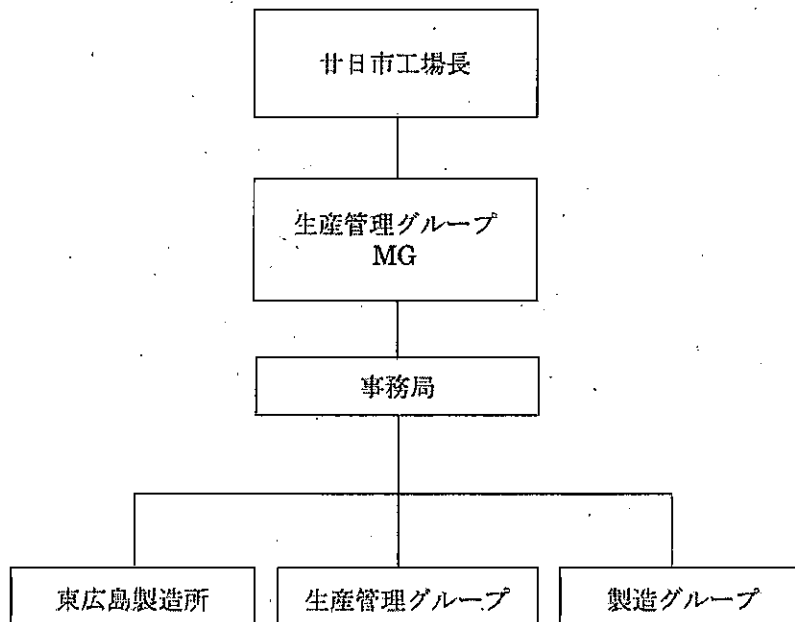 廿日市工場長
生産管理グループ
MG
事務局
東広島製造所
生産管理グループ
製造グループ